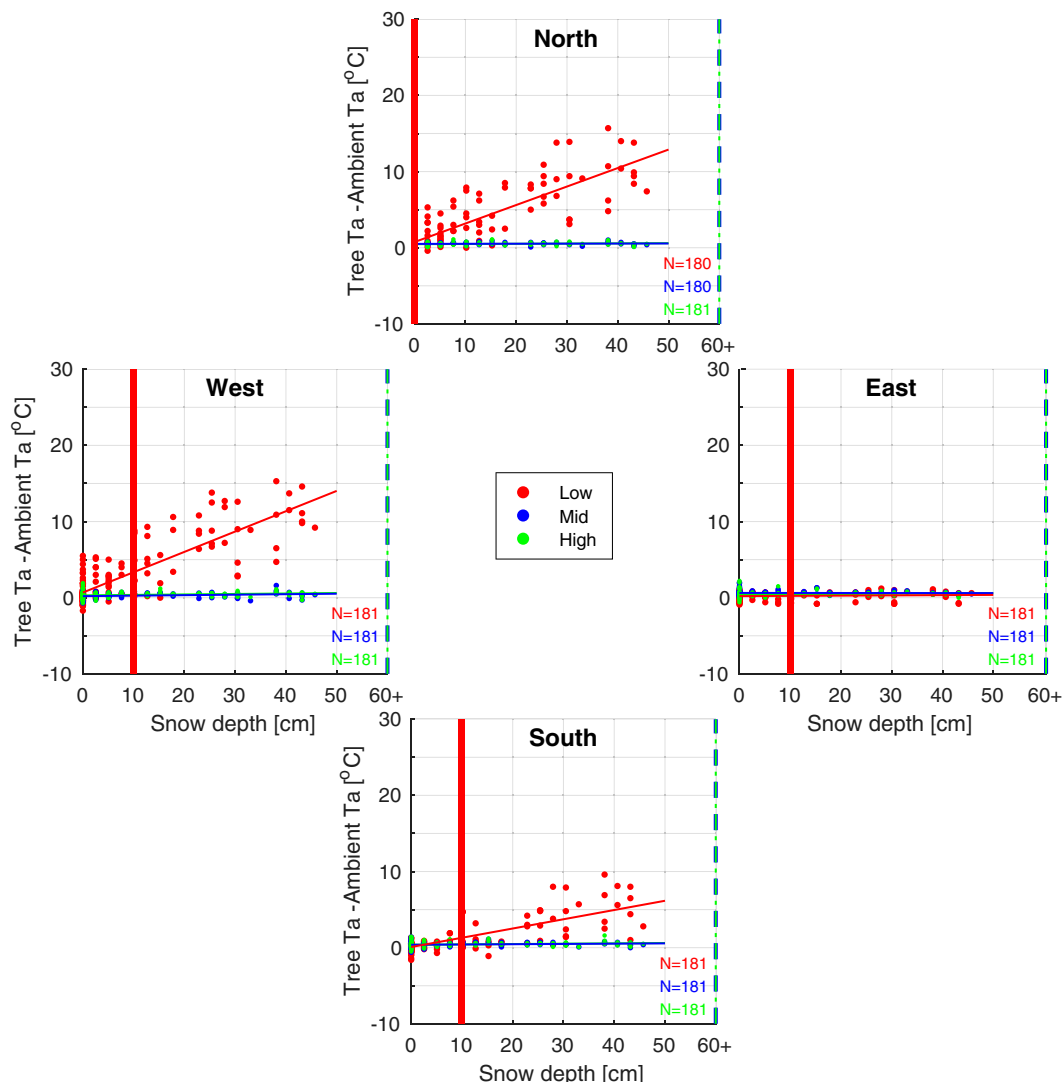 North
Tree Ta -Ambient Ta [°C]
30
20
10
0
-10
N=180
N=180
N=181
0 10 20 30 40 50 60+
West
Tree Ta -Ambient Ta [°C]
30
20
10
0
-10
N=181
N=181
N=181
0 10 20 30 40 50 60+
Snow depth [cm]
Low
Mid
High
East
30
20
10
0
-10
N=181
N=181
N=181
0 10 20 30 40 50 60+
Snow depth [cm]
South
Tree Ta -Ambient Ta [°C]
30
20
10
0
-10
N=181
N=181
N=181
0 10 20 30 40 50 60+
Snow depth [cm]